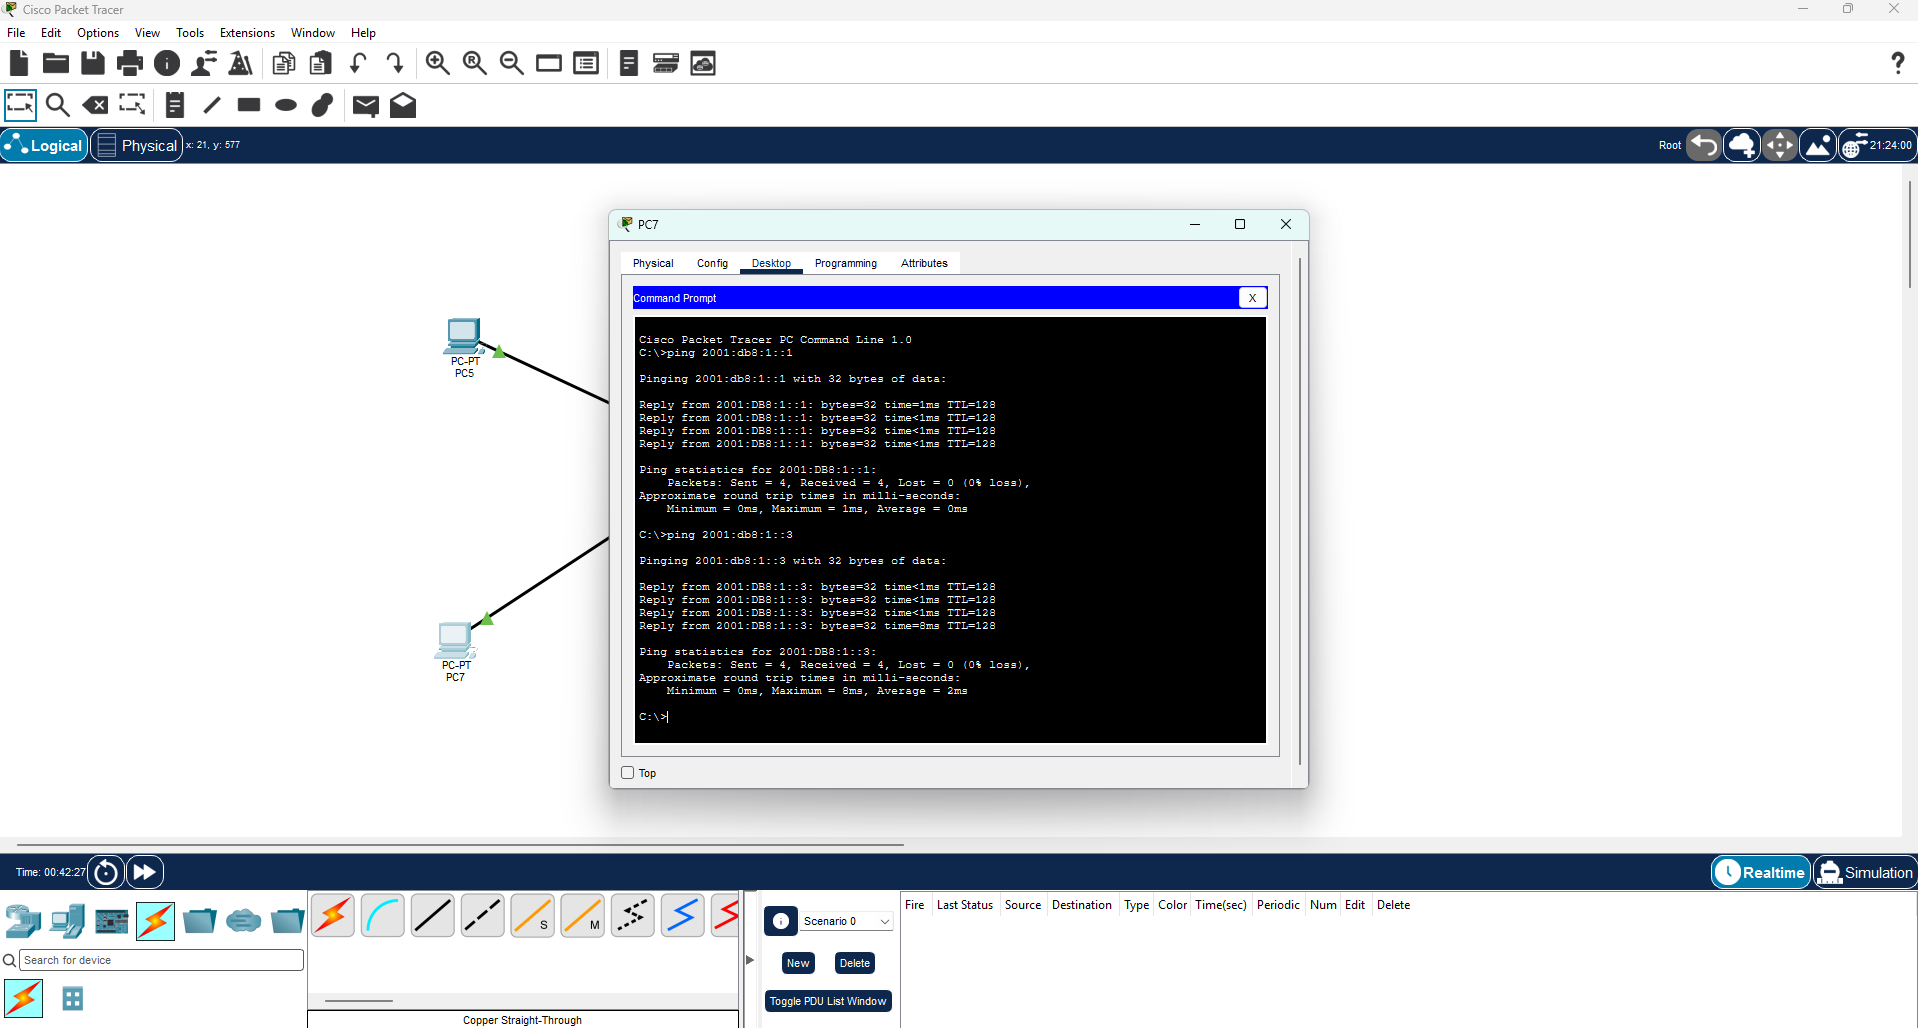 Cisco Packet Tracer
File Edit Options View Tools Extensions Window Help
Logical Physical x: 21, y: 577 Root 21:24:00
PC-PT
PC5
PC-PT
PC7
PC7
Physical Config Desktop Programming Attributes
Command Prompt X
Cisco Packet Tracer PC Command Line 1.0
C:\>ping 2001:db8:1::1
Pinging 2001:db8:1::1 with 32 bytes of data:
Reply from 2001:DB8:1::1: bytes=32 time=1ms TTL=128
Reply from 2001:DB8:1::1: bytes=32 time<1ms TTL=128
Reply from 2001:DB8:1::1: bytes=32 time<1ms TTL=128
Reply from 2001:DB8:1::1: bytes=32 time<1ms TTL=128
Ping statistics for 2001:DB8:1::1:
Packets: Sent = 4, Received = 4, Lost = 0 (0% loss),
Approximate round trip times in milli-seconds:
Minimum = 0ms, Maximum = 1ms, Average = 0ms
C:\>ping 2001:db8:1::3
Pinging 2001:db8:1::3 with 32 bytes of data:
Reply from 2001:DB8:1::3: bytes=32 time<1ms TTL=128
Reply from 2001:DB8:1::3: bytes=32 time<1ms TTL=128
Reply from 2001:DB8:1::3: bytes=32 time<1ms TTL=128
Reply from 2001:DB8:1::3: bytes=32 time=8ms TTL=128
Ping statistics for 2001:DB8:1::3:
Packets: Sent = 4, Received = 4, Lost = 0 (0% loss),
Approximate round trip times in milli-seconds:
Minimum = 0ms, Maximum = 8ms, Average = 2ms
C:\>
Top
Time: 00:42:27 Realtime Simulation
S M
Search for device
Copper Straight-Through
Scenario 0
New Delete
Toggle PDU List Window
Fire Last Status Source Destination Type Color Time(sec) Periodic Num Edit Delete